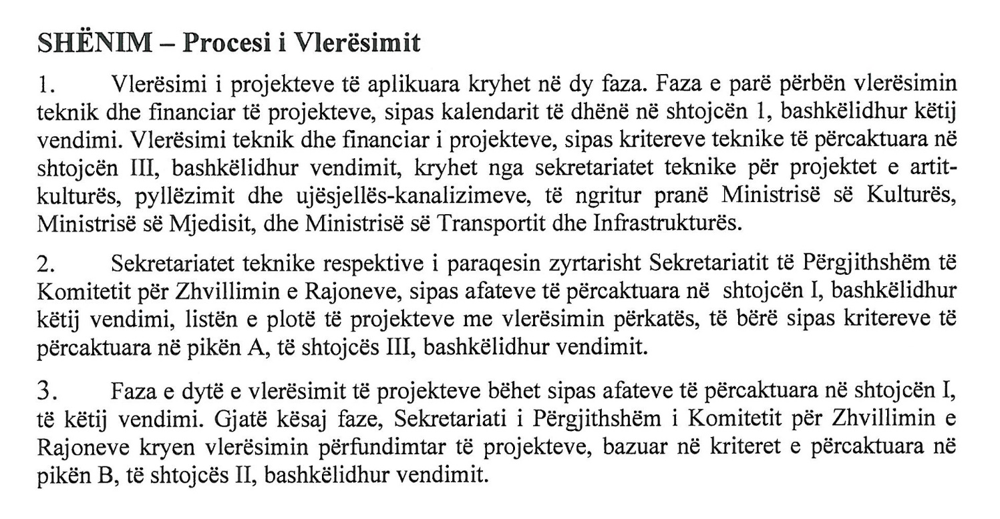 SHËNIM – Procesi i Vlerësimit
1. Vlerësimi i projekteve të aplikuara kryhet në dy faza. Faza e parë përbën vlerësimin
teknik dhe financiar të projekteve, sipas kalendarit të dhënë në shtojcën 1, bashkëlidhur këtij
vendimi. Vlerësimi teknik dhe financiar i projekteve, sipas kritereve teknike të përcaktuara në
shtojcën III, bashkëlidhur vendimit, kryhet nga sekretariatet teknike për projektet e artit-
kulturës, pyllëzimit dhe ujësjellës-kanalizimeve, të ngritur pranë Ministrisë së Kulturës,
Ministrisë së Mjedisit, dhe Ministrisë së Transportit dhe Infrastrukturës.
2. Sekretariatet teknike respektive i paraqesin zyrtarisht Sekretariatit të Përgjithshëm të
Komitetit për Zhvillimin e Rajoneve, sipas afateve të përcaktuara në shtojcën I, bashkëlidhur
këtij vendimi, listën e plotë të projekteve me vlerësimin përkatës, të bërë sipas kritereve të
përcaktuara në pikën A, të shtojcës III, bashkëlidhur vendimit.
3. Faza e dytë e vlerësimit të projekteve bëhet sipas afateve të përcaktuara në shtojcën I,
të këtij vendimi. Gjatë kësaj faze, Sekretariati i Përgjithshëm i Komitetit për Zhvillimin e
Rajoneve kryen vlerësimin përfundimtar të projekteve, bazuar në kriteret e përcaktuara në
pikën B, të shtojcës II, bashkëlidhur vendimit.